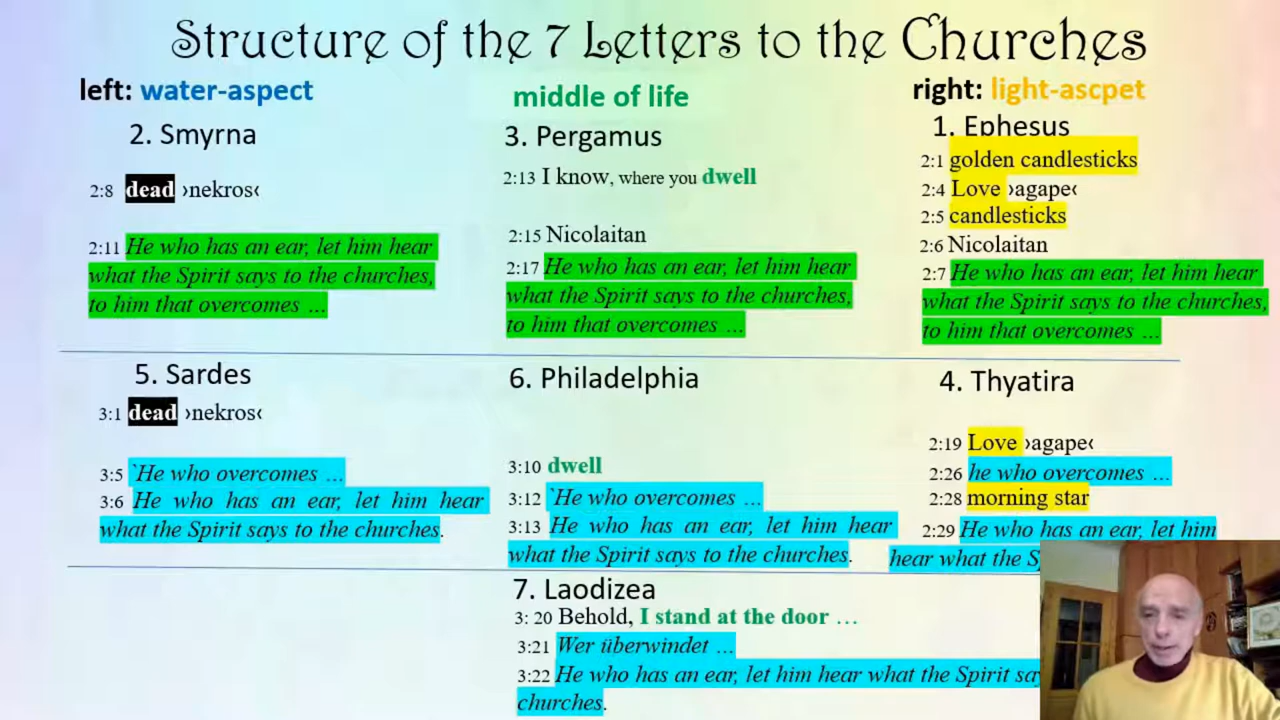 Structure of the 7 Letters to the Churches
left: water-aspect
middle of life
right: light-ascpet
2. Smyrna
2:8 dead ›nekros‹
2:11 He who has an ear, let him hear
what the Spirit says to the churches,
to him that overcomes ...
3. Pergamus
2:13 I know, where you dwell
2:15 Nicolaitan
2:17 He who has an ear, let him hear
what the Spirit says to the churches,
to him that overcomes ...
1. Ephesus
2:1 golden candlesticks
2:4 Love ›agape‹
2:5 candlesticks
2:6 Nicolaitan
2:7 He who has an ear, let him hear
what the Spirit says to the churches,
to him that overcomes ...
5. Sardes
3:1 dead ›nekros‹
3:5 `He who overcomes ...
3:6 He who has an ear, let him hear
what the Spirit says to the churches.
6. Philadelphia
3:10 dwell
3:12 `He who overcomes ...
3:13 He who has an ear, let him hear
what the Spirit says to the churches.
4. Thyatira
2:19 Love ›agape‹
2:26 he who overcomes ...
2:28 morning star
2:29 He who has an ear, let him
hear what the
7. Laodizea
3: 20 Behold, I stand at the door ...
3:21 Wer überwindet ...
3:22 He who has an ear, let him hear what the Spirit
churches.